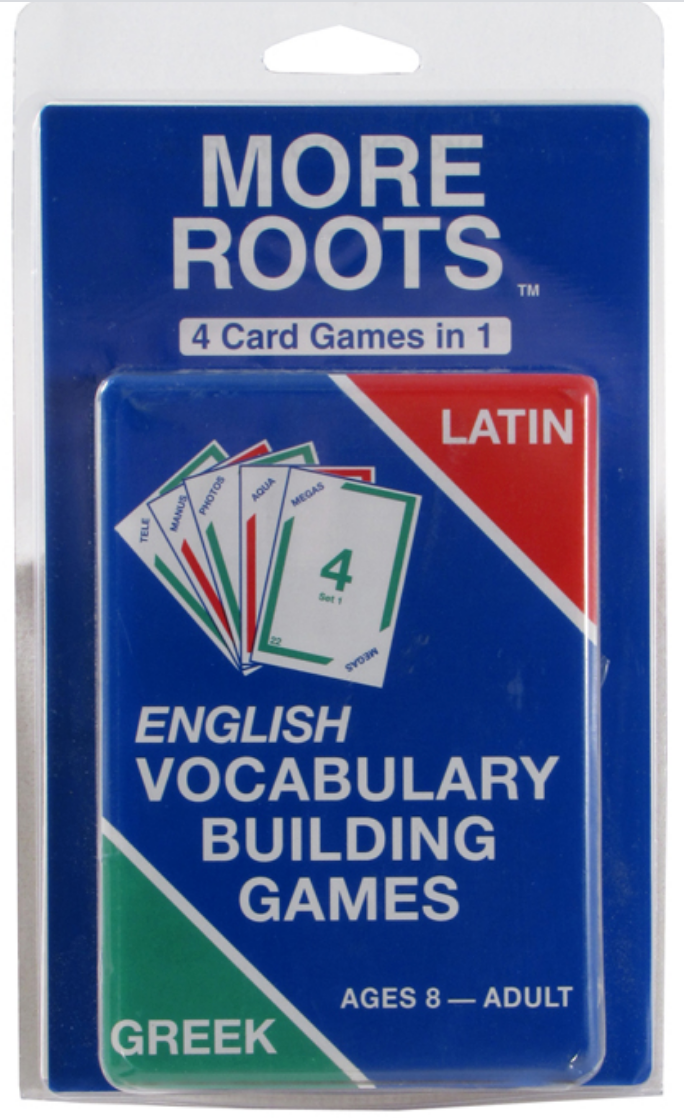 MORE
ROOTS ™
4 Card Games in 1
LATIN
TELE
MANUS
PHOTOS
AQUA
MEGAS
4
Set 1
22
MEGAS
ENGLISH
VOCABULARY
BUILDING
GAMES
AGES 8 — ADULT
GREEK